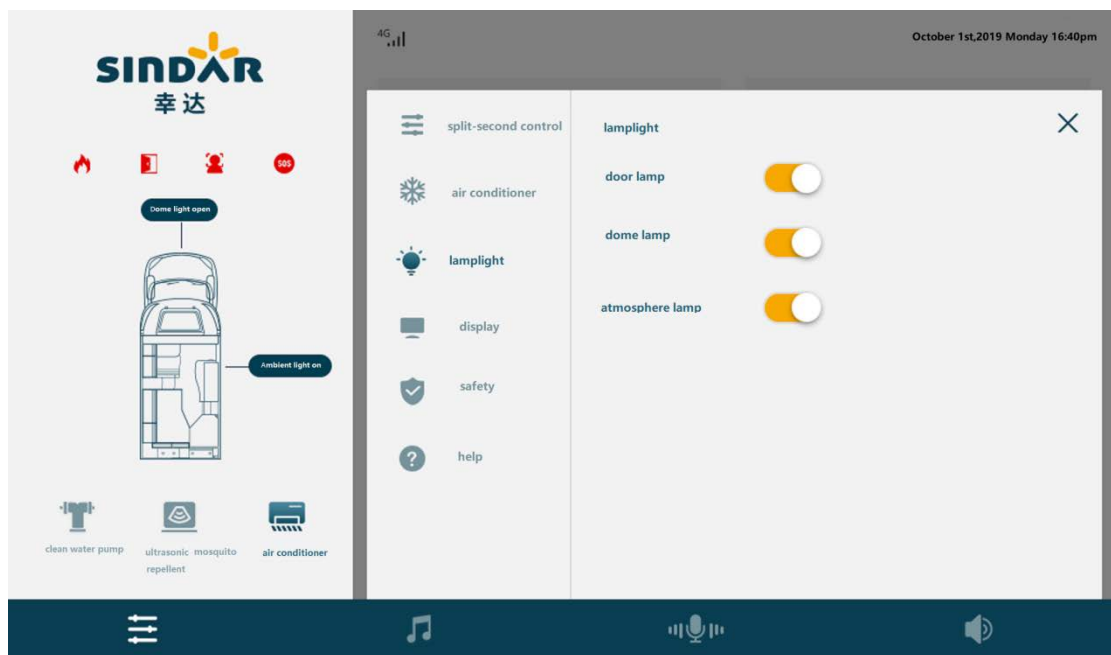 SINDAR
幸达
SOS
Dome light open
Ambient light on
clean water pump
ultrasonic mosquito
repellent
air conditioner
4G
October 1st,2019 Monday 16:40pm
split-second control
air conditioner
lamplight
display
safety
help
lamplight
door lamp
dome lamp
atmosphere lamp